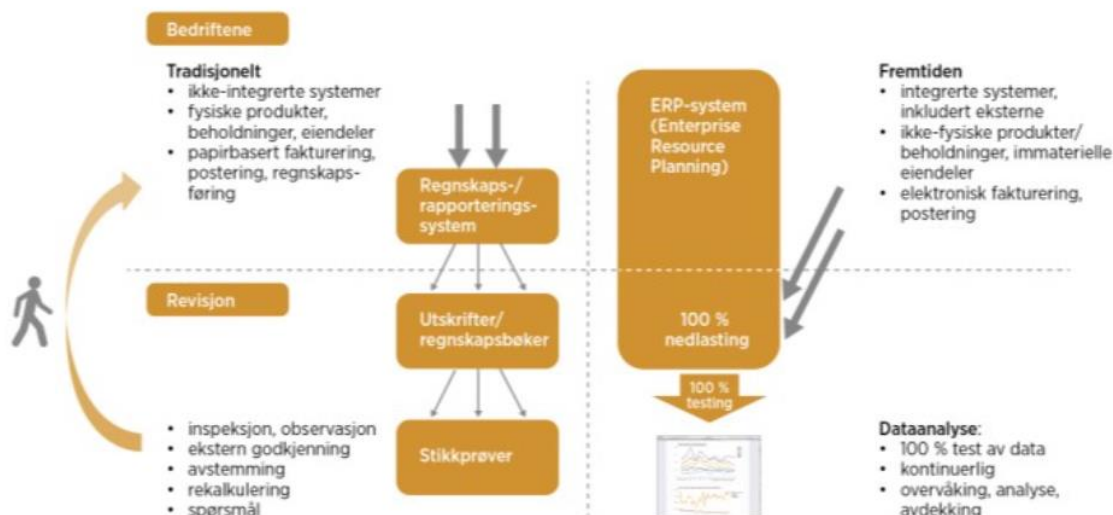 Bedriftene
Tradisjonelt
• ikke-integrerte systemer
• fysiske produkter,
beholdninger, eiendeler
• papirbasert fakturering,
postering, regnskaps-
føring
Regnskaps-/
rapporterings-
system
ERP-system
(Enterprise
Resource
Planning)
Fremtiden
• integrerte systemer,
inkludert eksterne
• ikke-fysiske produkter/
beholdninger, immaterielle
eiendeler
• elektronisk fakturering,
postering
Revisjon
Utskrifter/
regnskapsbøker
100 %
nedlasting
100 %
testing
• inspeksjon, observasjon
• ekstern godkjenning
• avstemming
• rekalkulering
• spørsmål
Stikkprøver
Dataanalyse:
• 100 % test av data
• kontinuerlig
• overvåking, analyse,
avdekking